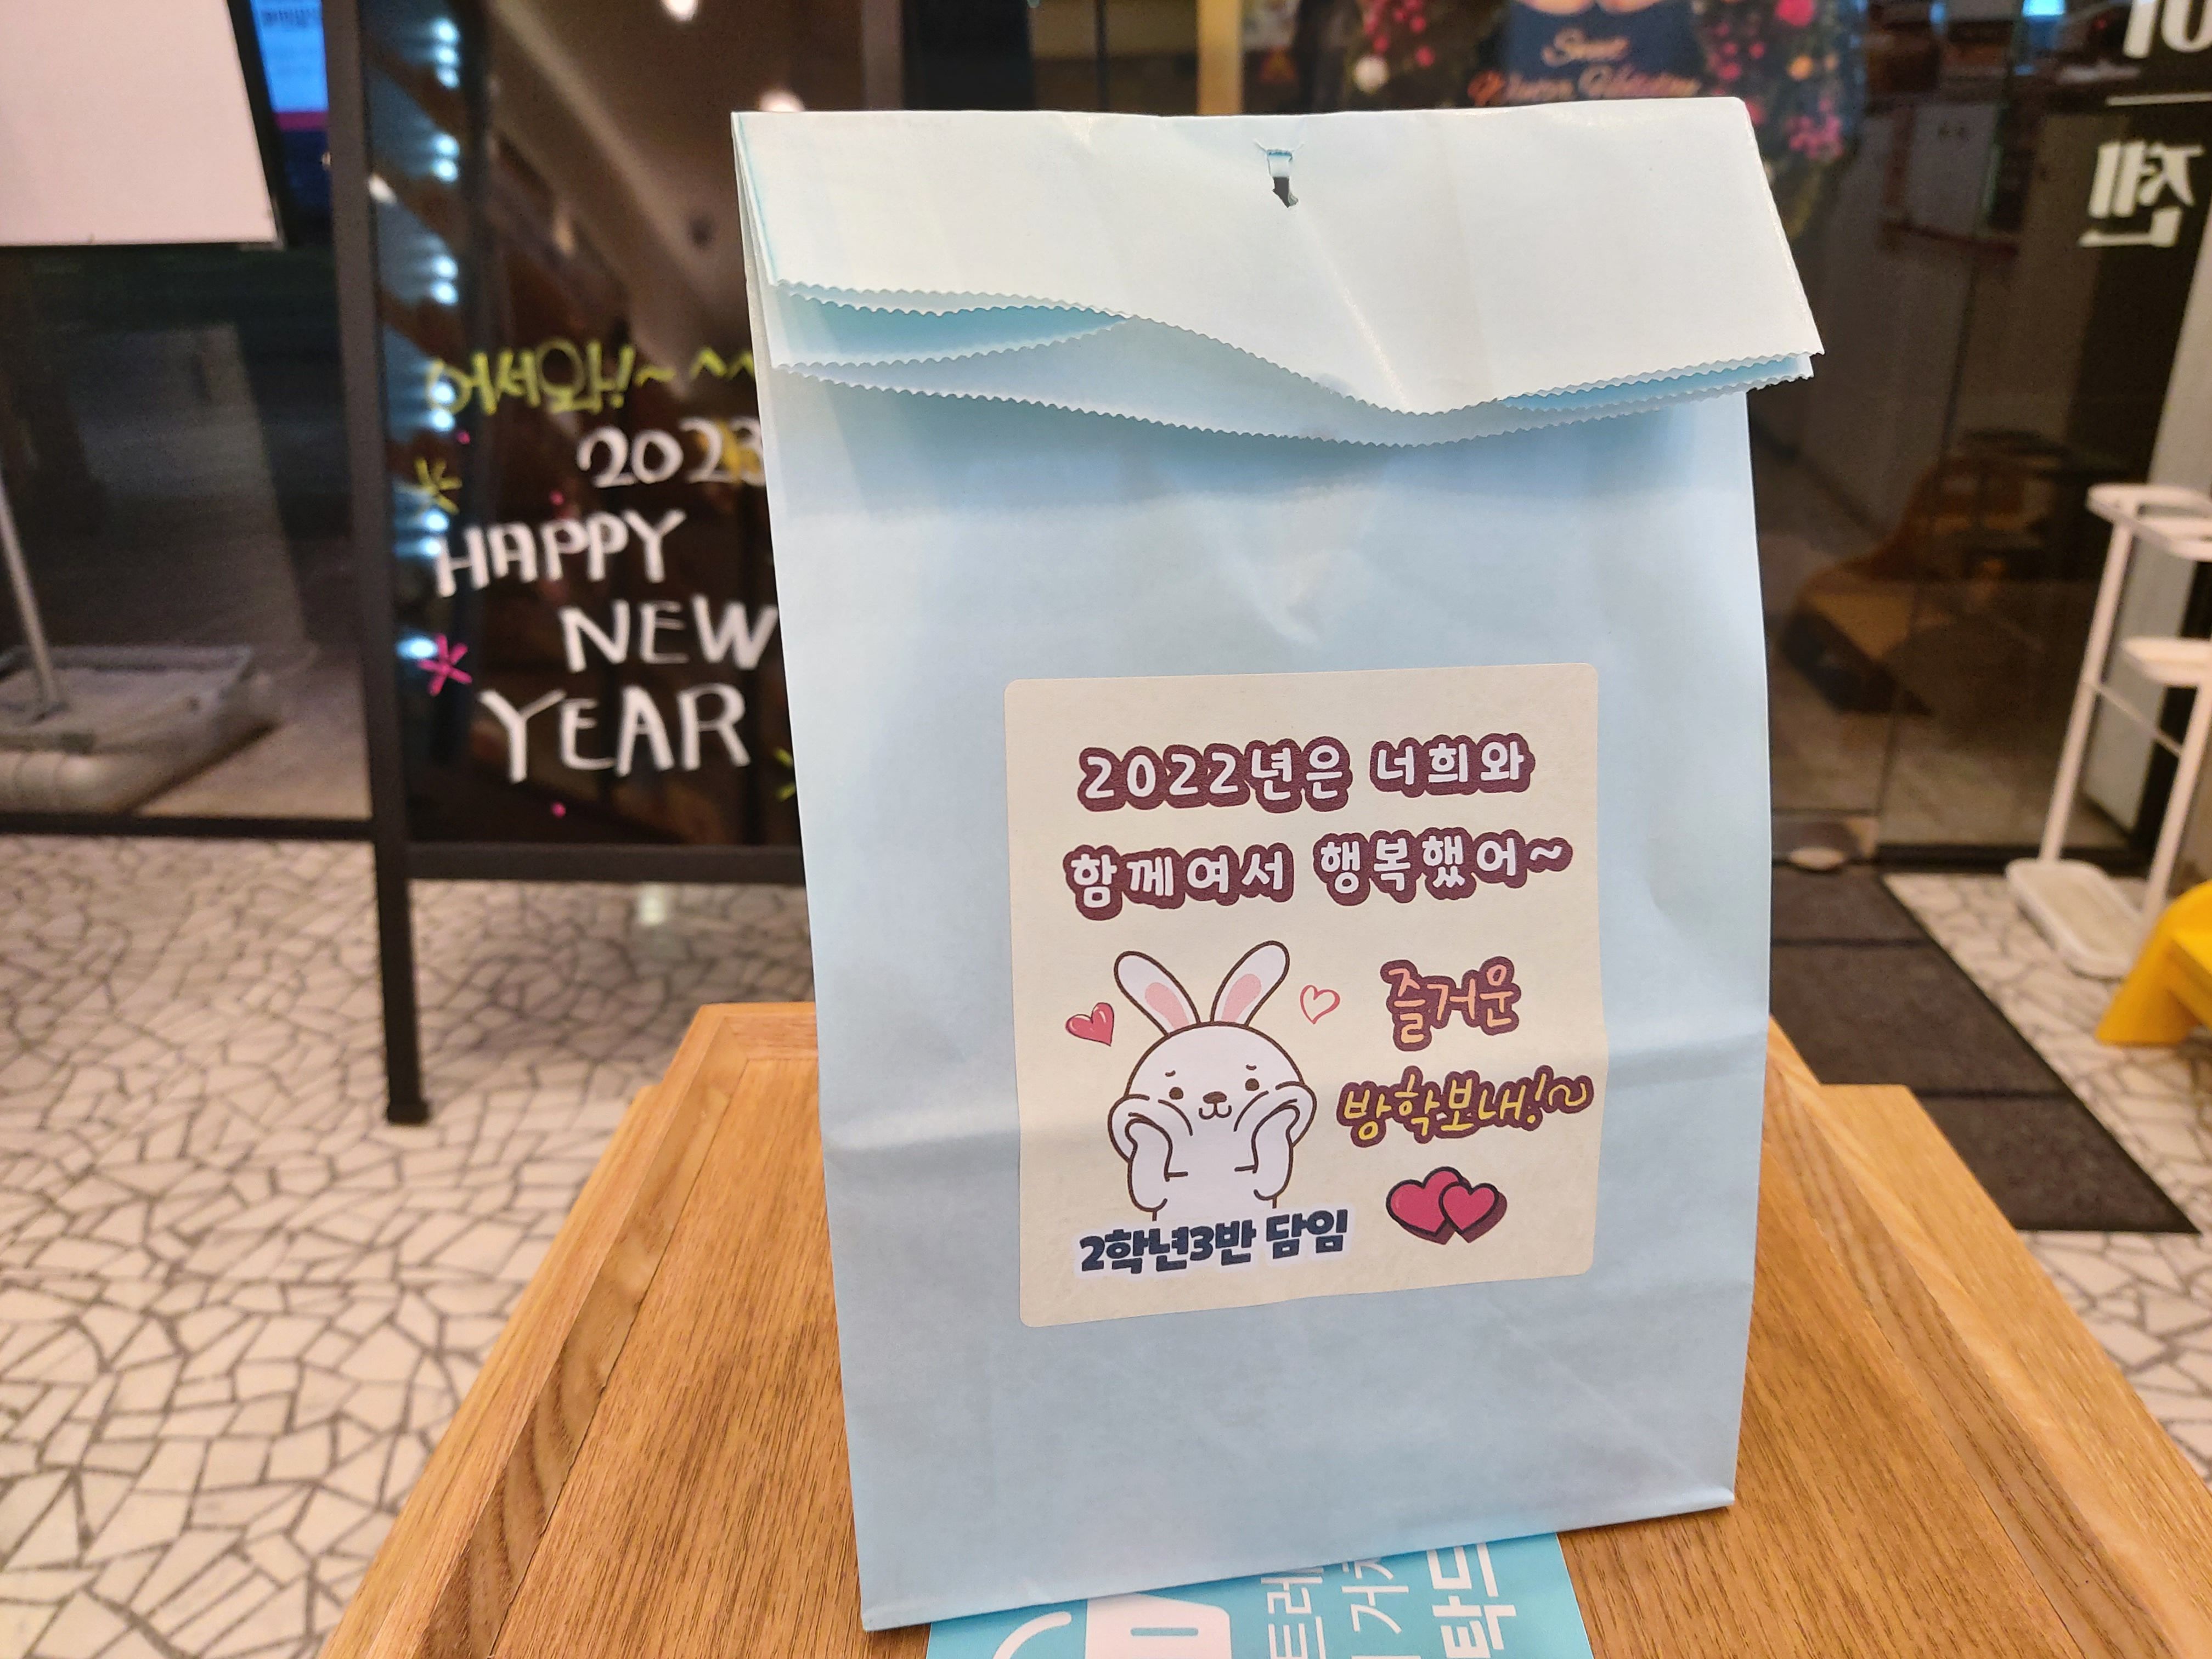 어서와!~ ^^
2023
HAPPY
NEW
YEAR
Sweet
2022년은 너희와
함께여서 행복했어~
즐거운
방학보내!~
2학년3반 담임